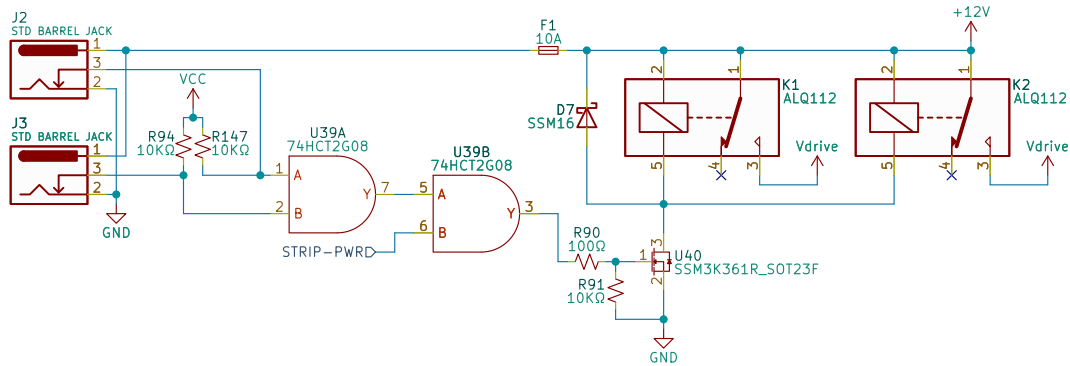 J2
STD BARREL JACK
1
3
2
J3
STD BARREL JACK
1
3
2
GND
VCC
R94
10KΩ
R147
10KΩ
U39A
74HCT2G08
1
A
2
B
Y
7
STRIP-PWR
U39B
74HCT2G08
5
A
6
B
Y
3
F1
10A
D7
SSM16
R90
100Ω
R91
10KΩ
1
3
2
U40
SSM3K361R_SOT23F
GND
2
1
K1
ALQ112
5
4
3
Vdrive
+12V
2
1
K2
ALQ112
5
4
3
Vdrive